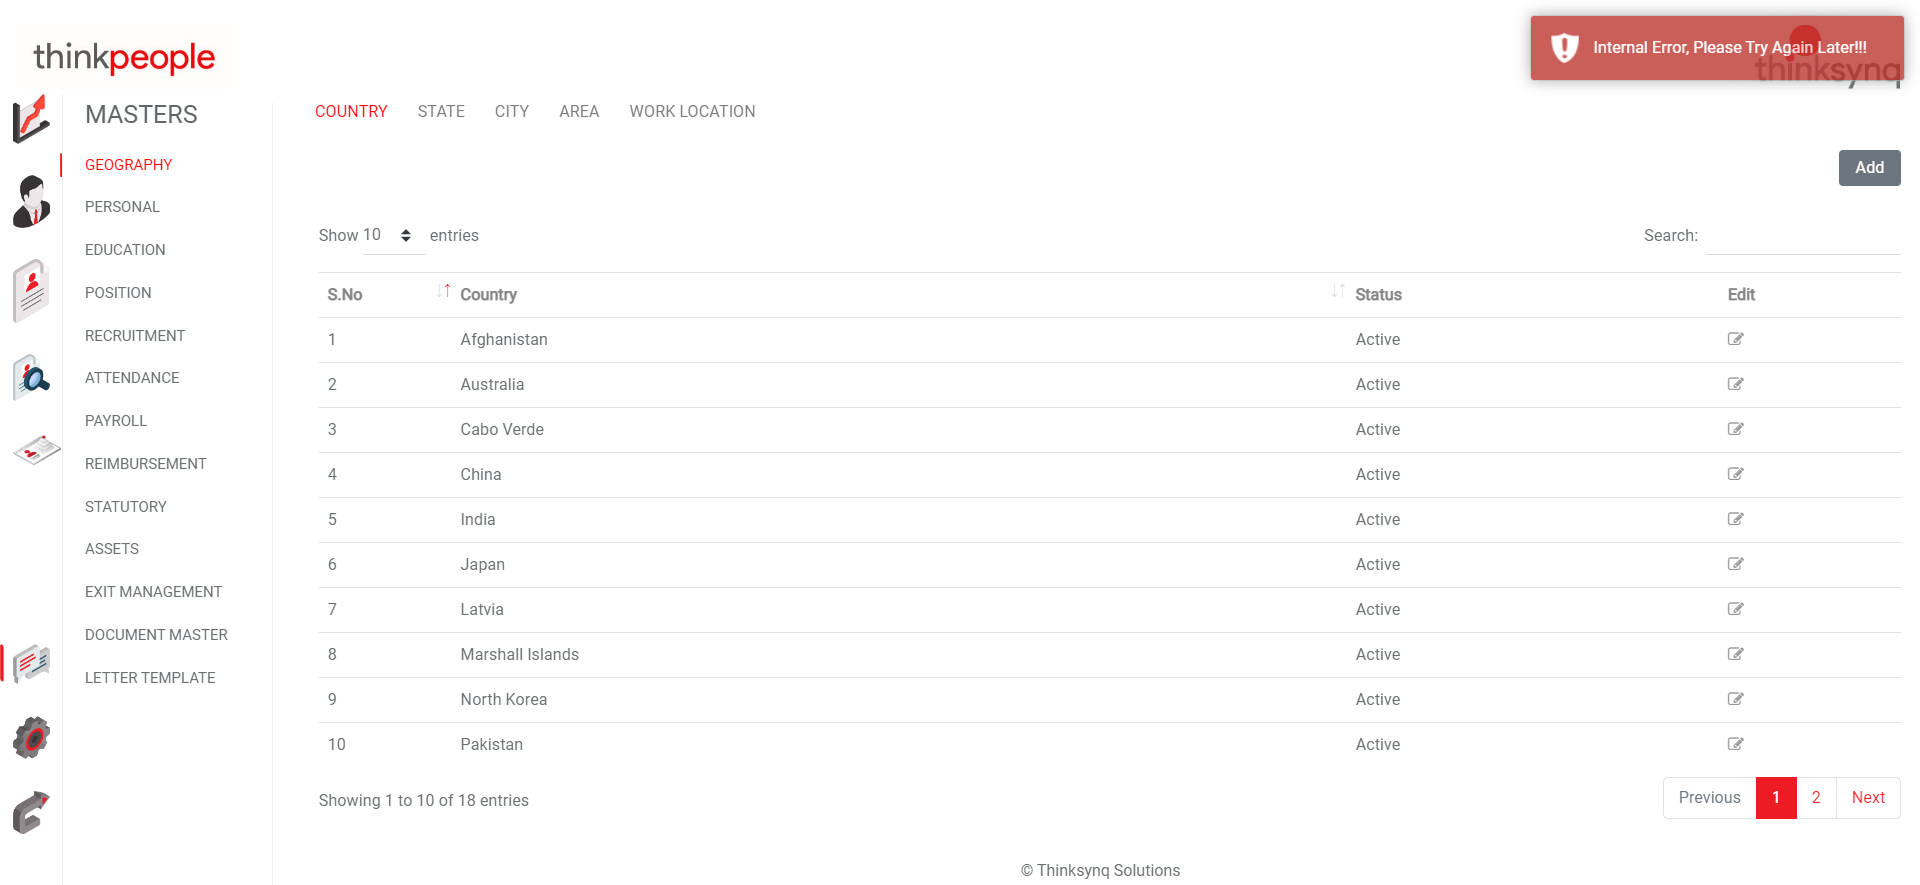 thinkpeople
Internal Error, Please Try Again Later!!!
thinksynq
MASTERS
GEOGRAPHY
PERSONAL
EDUCATION
POSITION
RECRUITMENT
ATTENDANCE
PAYROLL
REIMBURSEMENT
STATUTORY
ASSETS
EXIT MANAGEMENT
DOCUMENT MASTER
LETTER TEMPLATE
COUNTRY STATE CITY AREA WORK LOCATION
Add
Show 10 entries Search:
S.No Country Status Edit
1 Afghanistan Active
2 Australia Active
3 Cabo Verde Active
4 China Active
5 India Active
6 Japan Active
7 Latvia Active
8 Marshall Islands Active
9 North Korea Active
10 Pakistan Active
Showing 1 to 10 of 18 entries Previous 1 2 Next
© Thinksynq Solutions